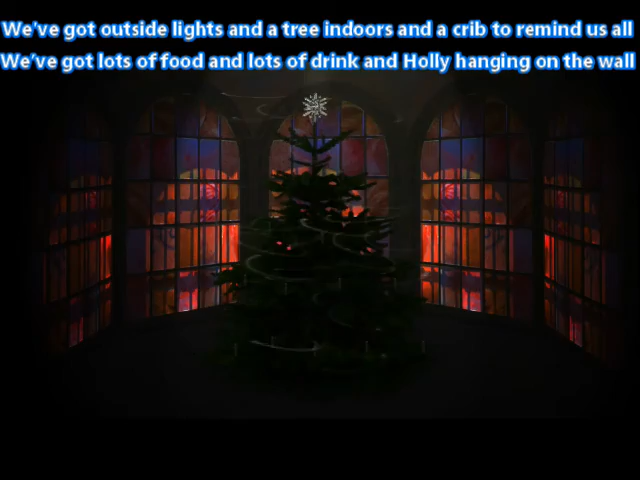 We've got outside lights and a tree indoors and a crib to remind us all
We've got lots of food and lots of drink and Holly hanging on the wall